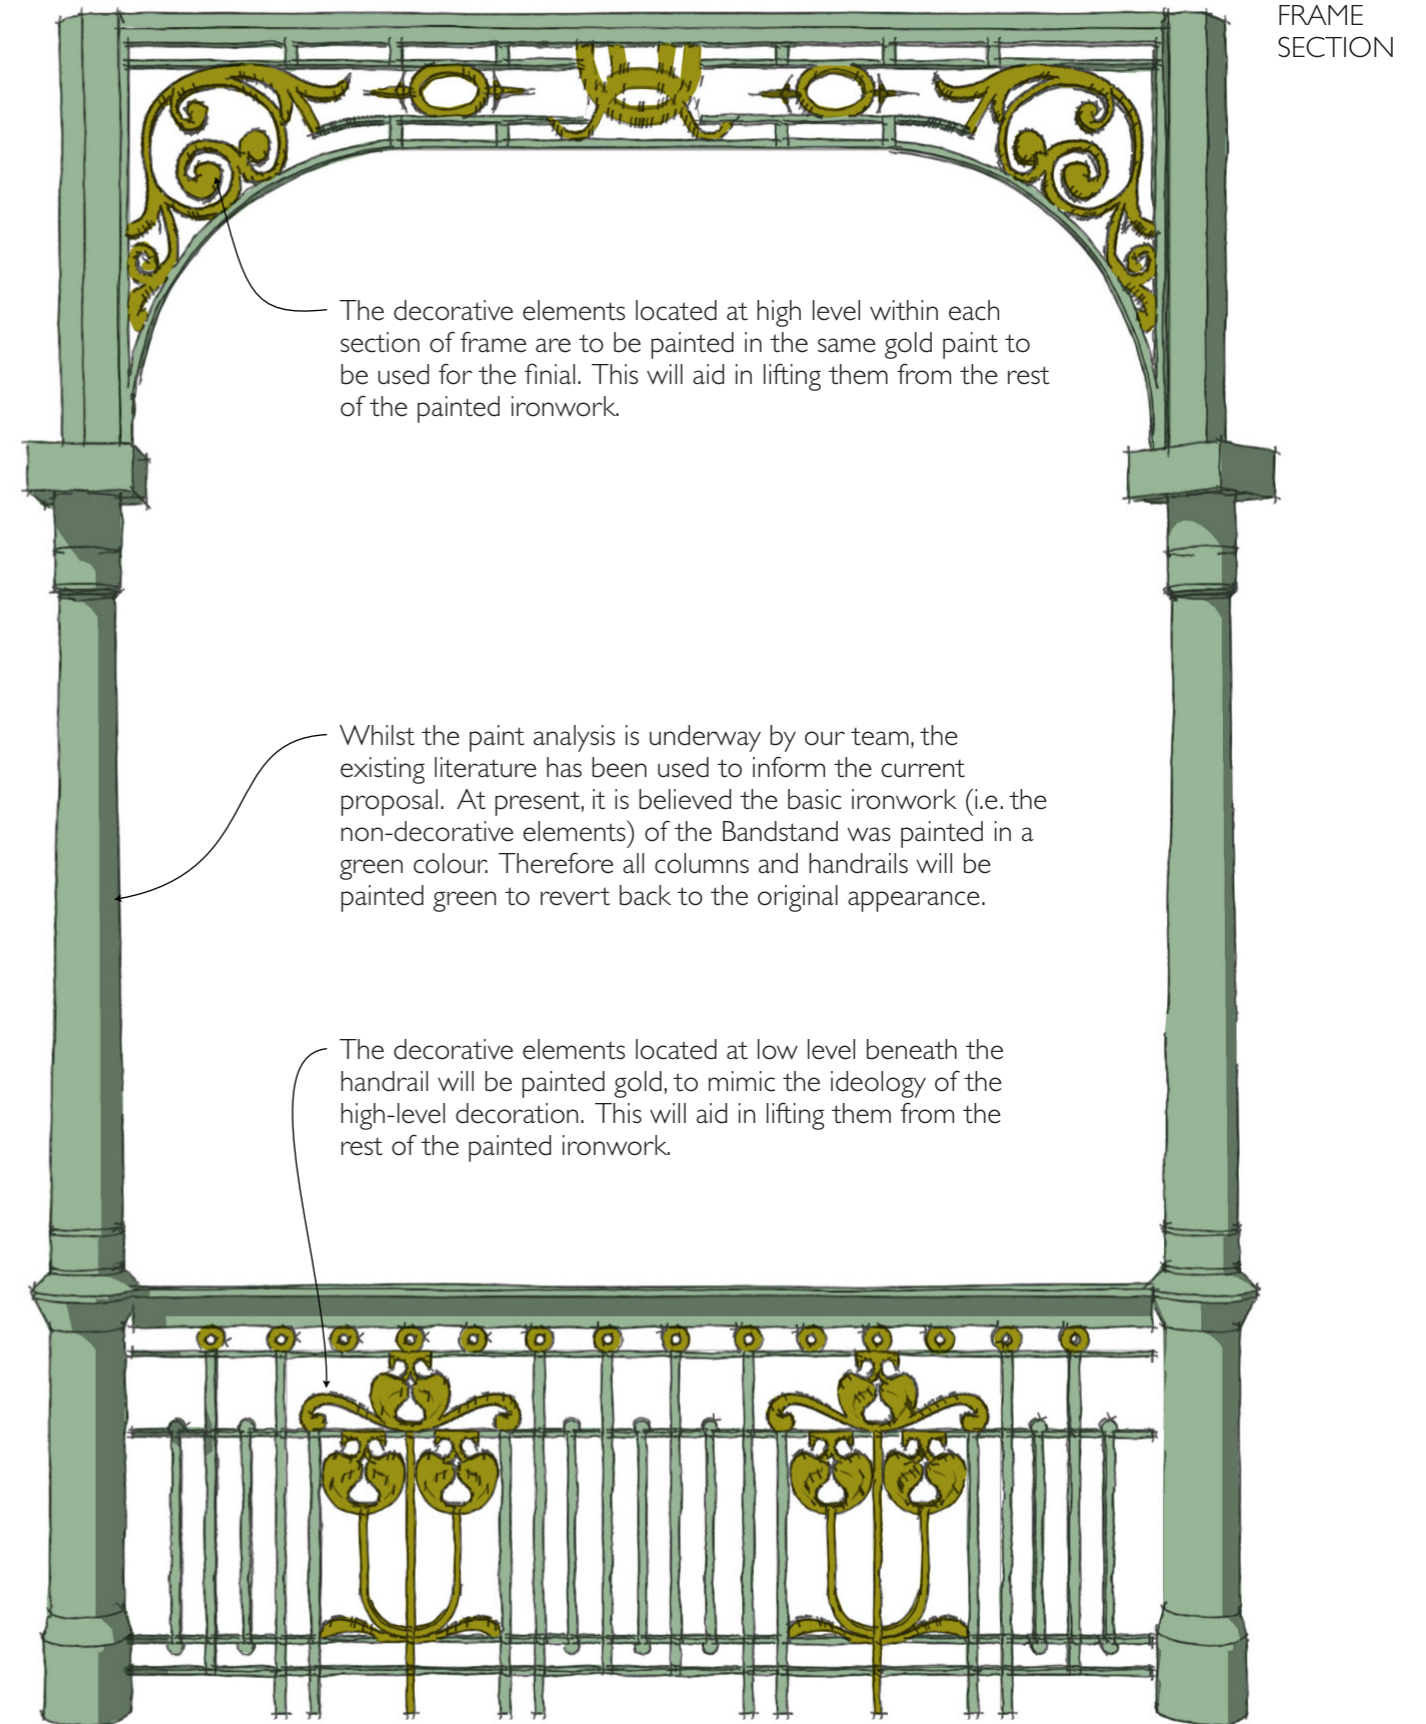 FRAME
SECTION
The decorative elements located at high level within each
section of frame are to be painted in the same gold paint to
be used for the finial. This will aid in lifting them from the rest
of the painted ironwork.
Whilst the paint analysis is underway by our team, the
existing literature has been used to inform the current
proposal. At present, it is believed the basic ironwork (i.e. the
non-decorative elements) of the Bandstand was painted in a
green colour. Therefore all columns and handrails will be
painted green to revert back to the original appearance.
The decorative elements located at low level beneath the
handrail will be painted gold, to mimic the ideology of the
high-level decoration. This will aid in lifting them from the
rest of the painted ironwork.